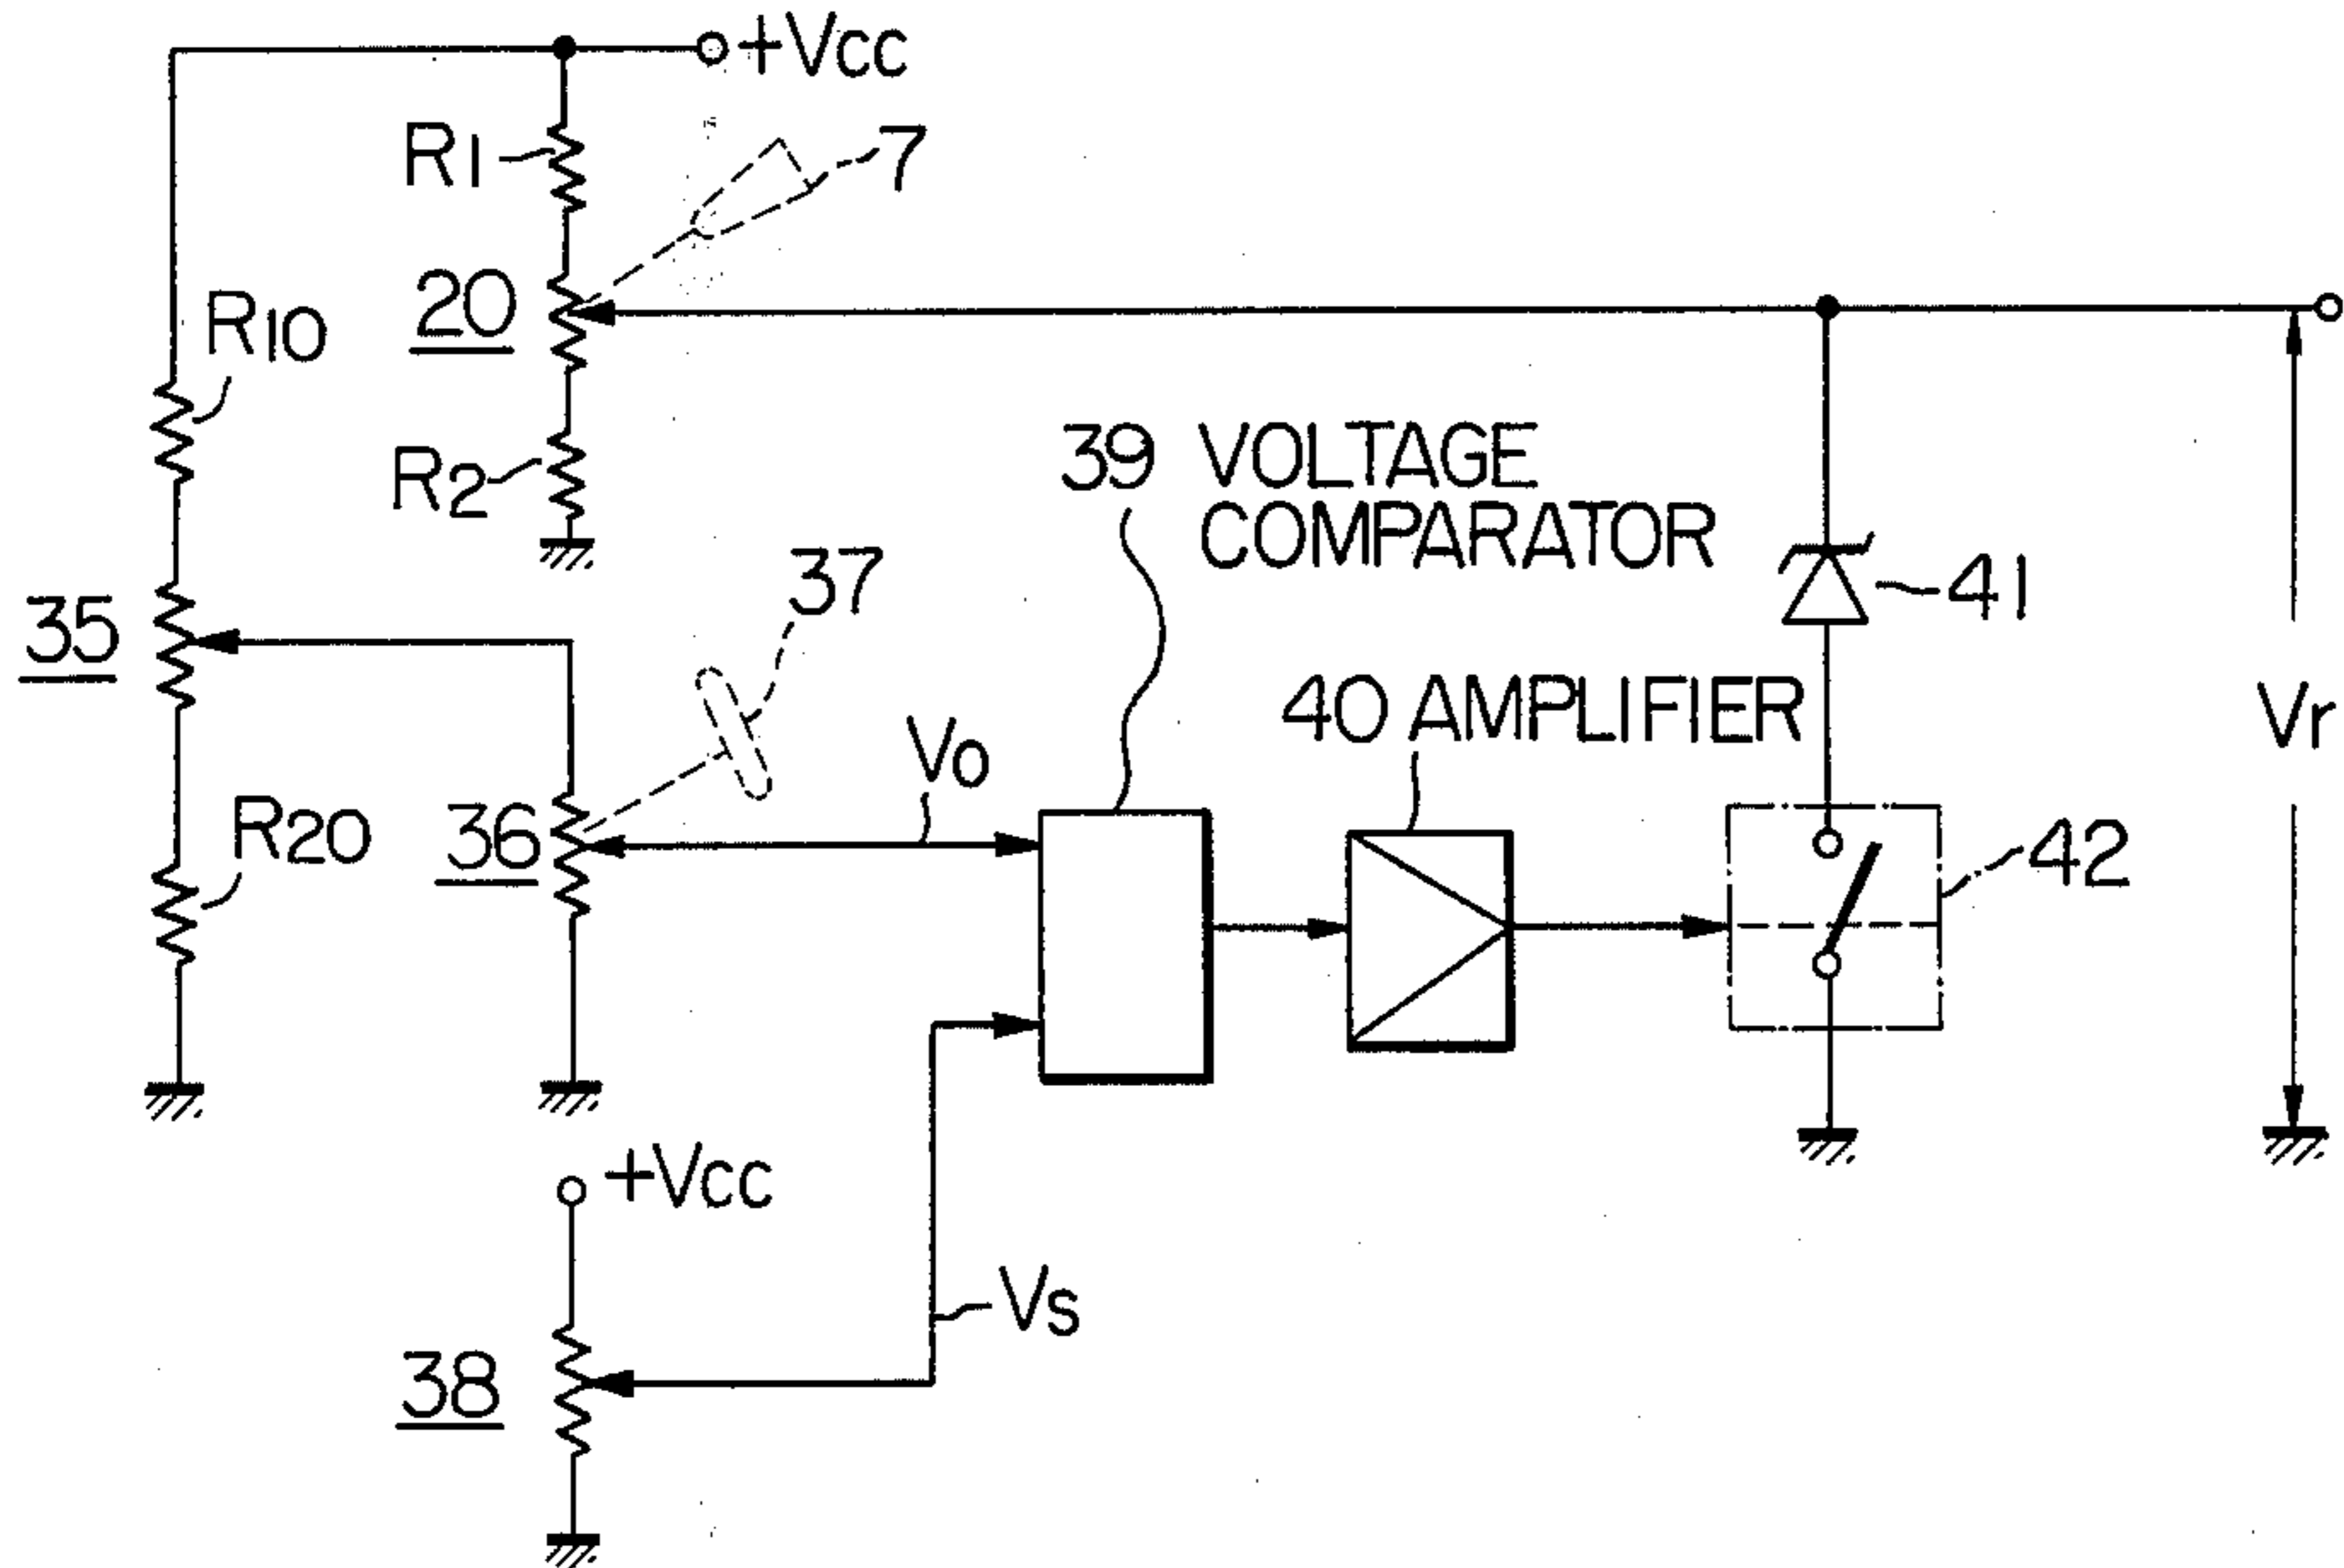 +Vcc
R1
7
20
R10
R2
39 VOLTAGE
COMPARATOR
37
41
35
40 AMPLIFIER
Vr
Vo
36
R20
42
+Vcc
Vs
38